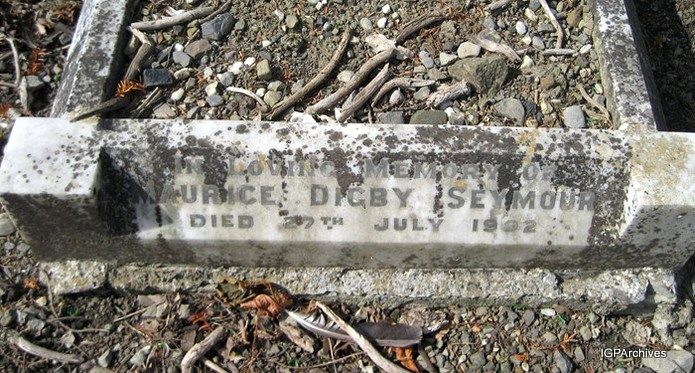 IN LOVING MEMORY OF
MAURICE DIGBY SEYMOUR
DIED 27TH JULY 1932
IGPArchives